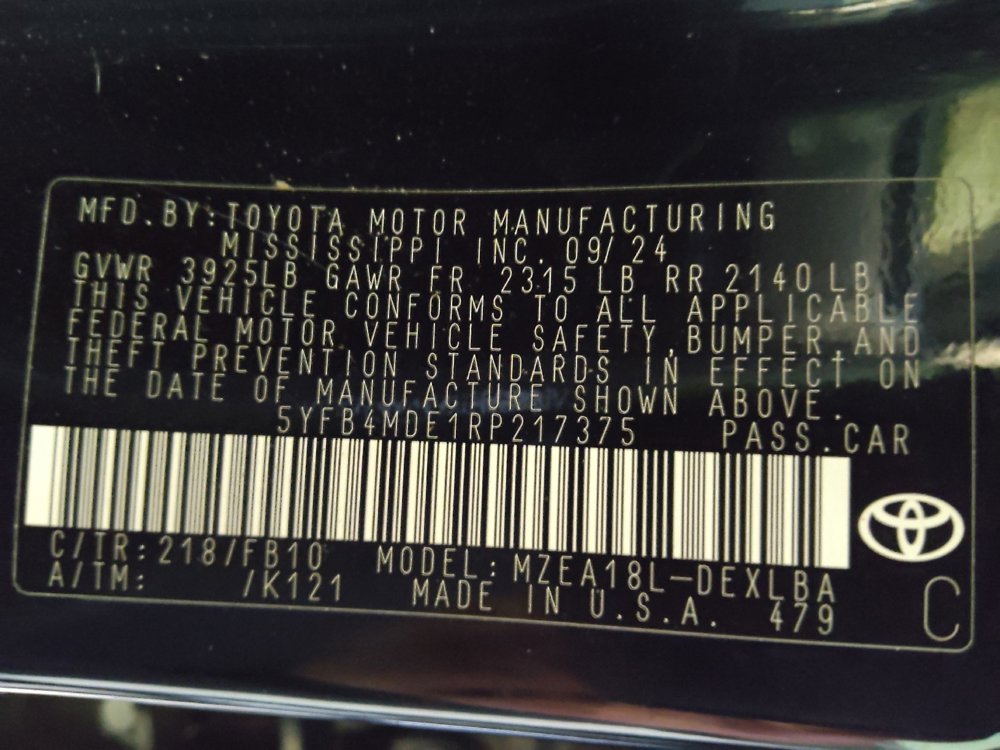 MFD.BY:TOYOTA MOTOR MANUFACTURING
MISSISSIPPI INC. 09/24
GVWR 3925LB GAWR FR 2315 LB RR 2140 LB
THIS VEHICLE CONFORMS TO ALL APPLICABLE
FEDERAL MOTOR VEHICLE SAFETY,BUMPER,AND
THEFT PREVENTION STANDARDS IN EFFECT ON
THE DATE OF MANUFACTURE SHOWN ABOVE.
5YFB4MDE1RP217375 PASS.CAR
C/TR:218/FB10 MODEL:MZEA18L-DEXLBA
A/TM: /K121 MADE IN U.S.A. 479
C